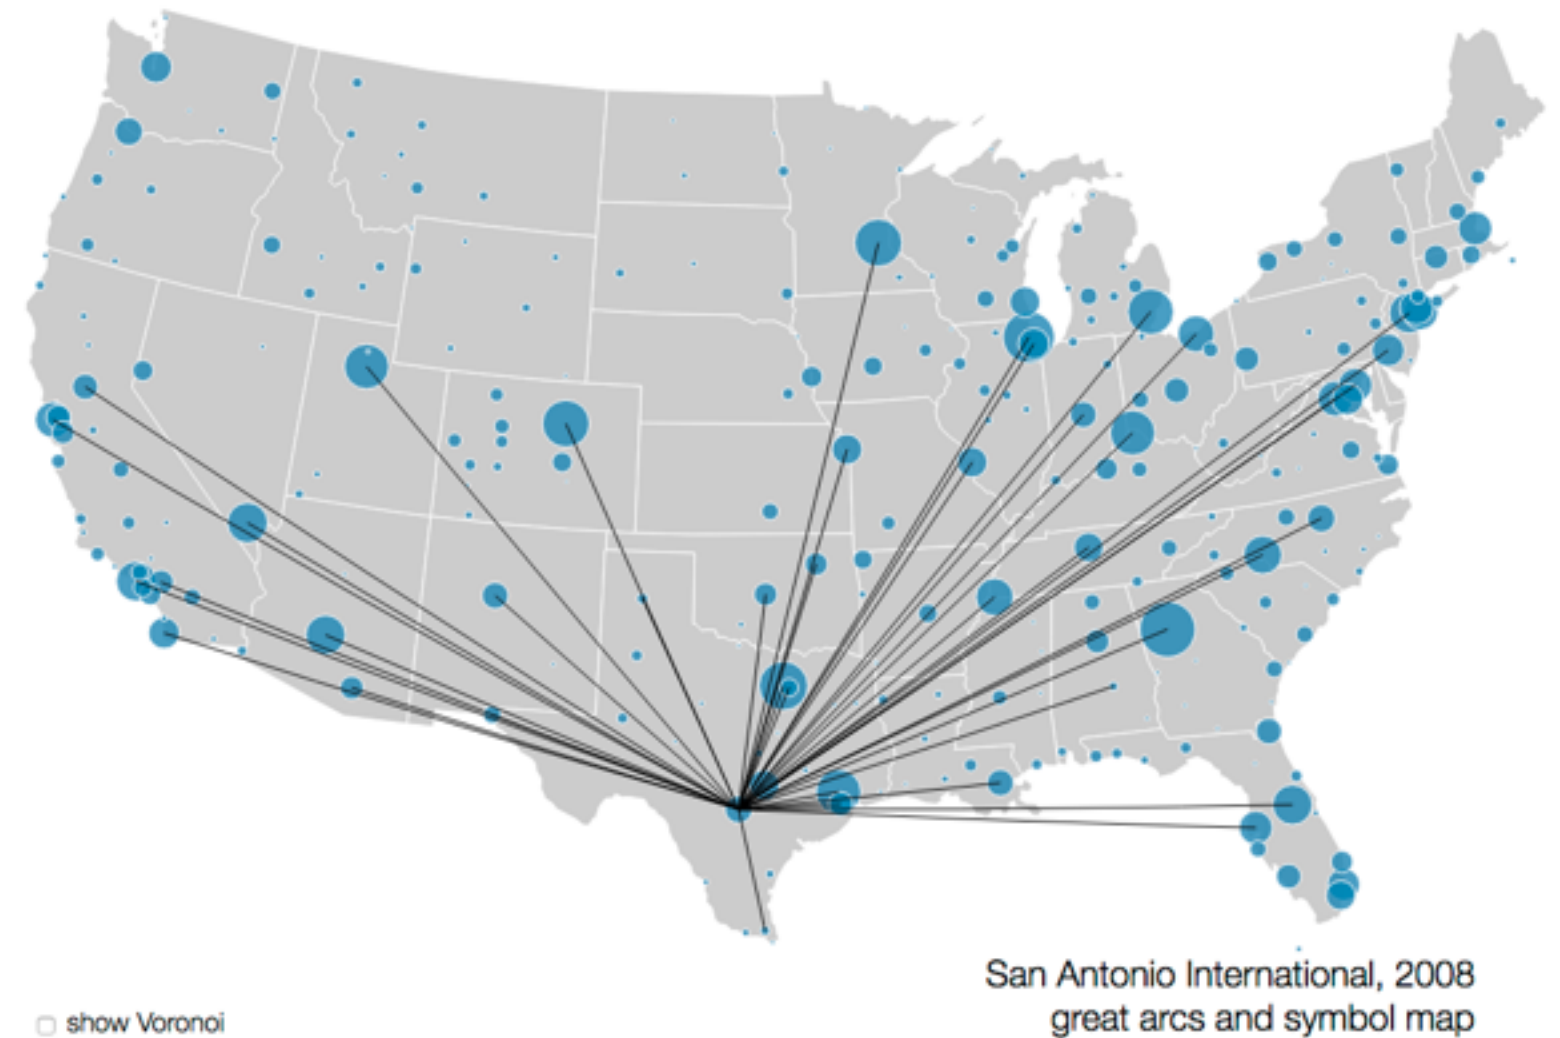 San Antonio International, 2008
great arcs and symbol map
show Voronoi